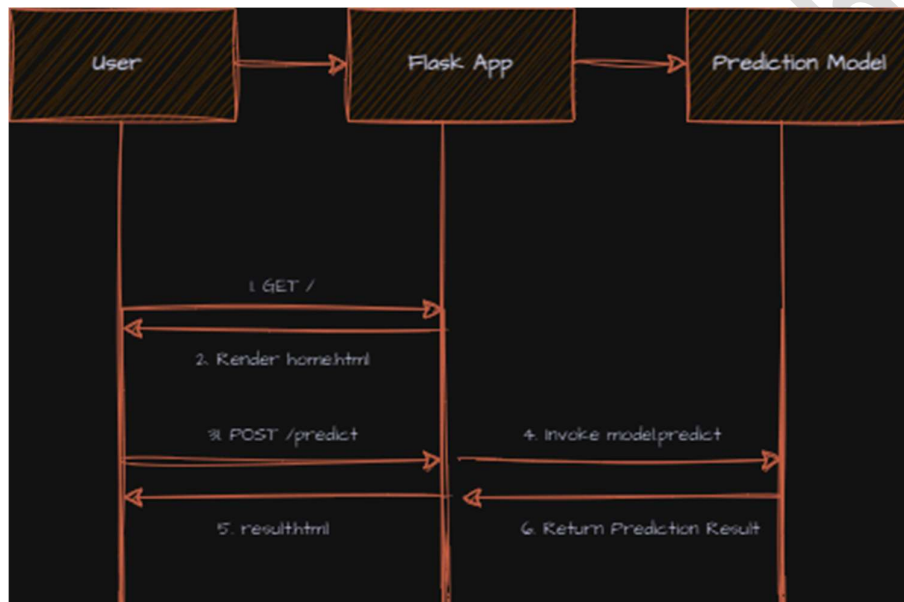 User
Flask App
Prediction Model
1. GET /
2. Render home.html
3. POST /predict
4. Invoke model.predict
5. result.html
6. Return Prediction Result